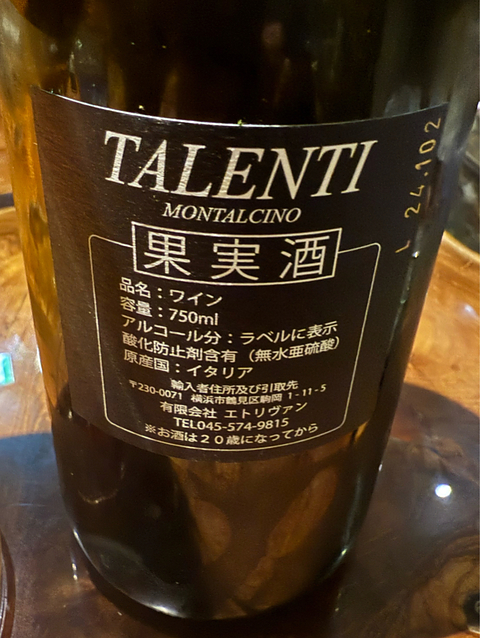 TALENTI
MONTALCINO
果実酒
品名：ワイン
容量：750ml
アルコール分：ラベルに表示
酸化防止剤含有（無水亜硫酸）
原産国：イタリア
輸入者住所及び引取先
〒230-0071 横浜市鶴見区駒岡 1-11-5
有限会社 エトリヴァン
TEL045-574-9815
※お酒は２０歳になってから
L 24.102